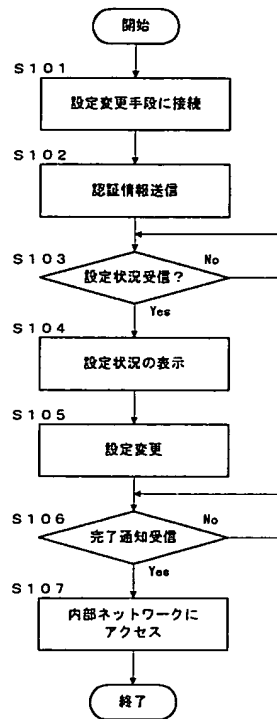 開始
S101
設定変更手段に接続
S102
認証情報送信
S103
設定状況受信？
No
Yes
S104
設定状況の表示
S105
設定変更
S106
完了通知受信
No
Yes
S107
内部ネットワークに
アクセス
終了